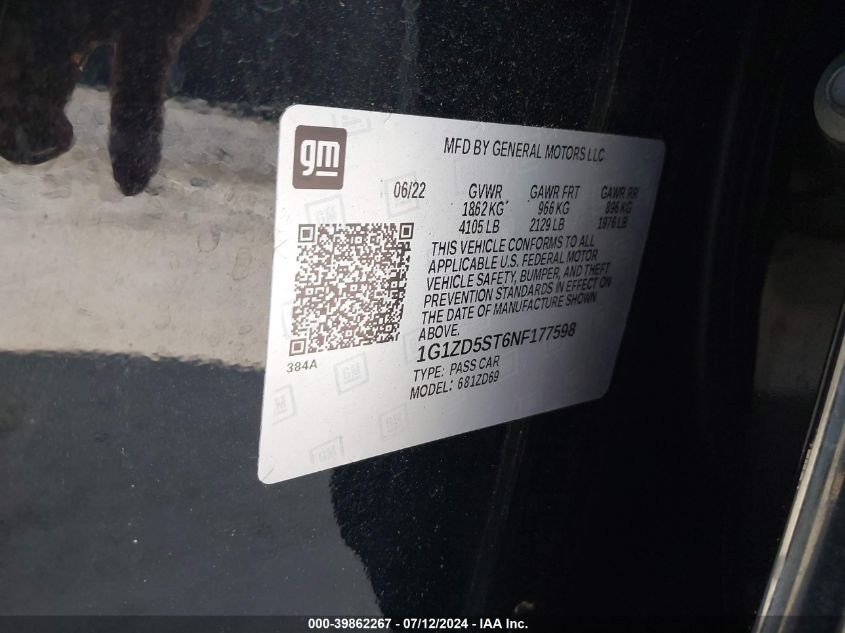 gm
MFD BY GENERAL MOTORS LLC
06/22 GVWR GAWR FRT GAWR RR
1862 KG 966 KG 896 KG
4105 LB 2129 LB 1976 LB
THIS VEHICLE CONFORMS TO ALL
APPLICABLE U.S. FEDERAL MOTOR
VEHICLE SAFETY, BUMPER, AND THEFT
PREVENTION STANDARDS IN EFFECT ON
THE DATE OF MANUFACTURE SHOWN
ABOVE.
384A
1G1ZD5ST6NF177598
TYPE: PASS CAR
MODEL: 681ZD69
000-39862267 - 07/12/2024 - IAA Inc.